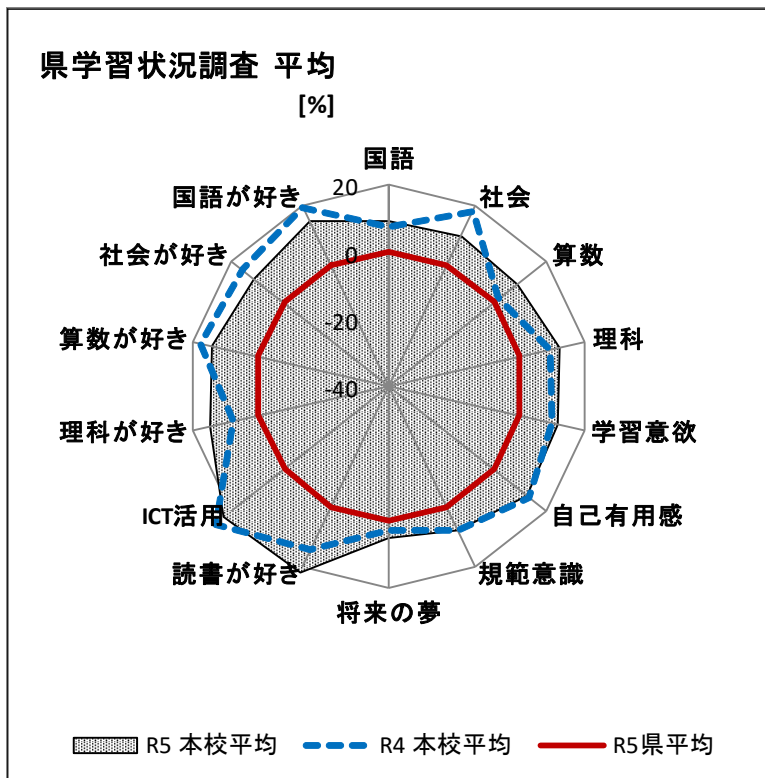 県学習状況調査 平均
[%]
国語
社会
算数
理科
学習意欲
自己有用感
規範意識
将来の夢
読書が好き
ICT活用
理科が好き
算数が好き
社会が好き
国語が好き
20
0
-20
-40
R5 本校平均
R4 本校平均
R5県平均